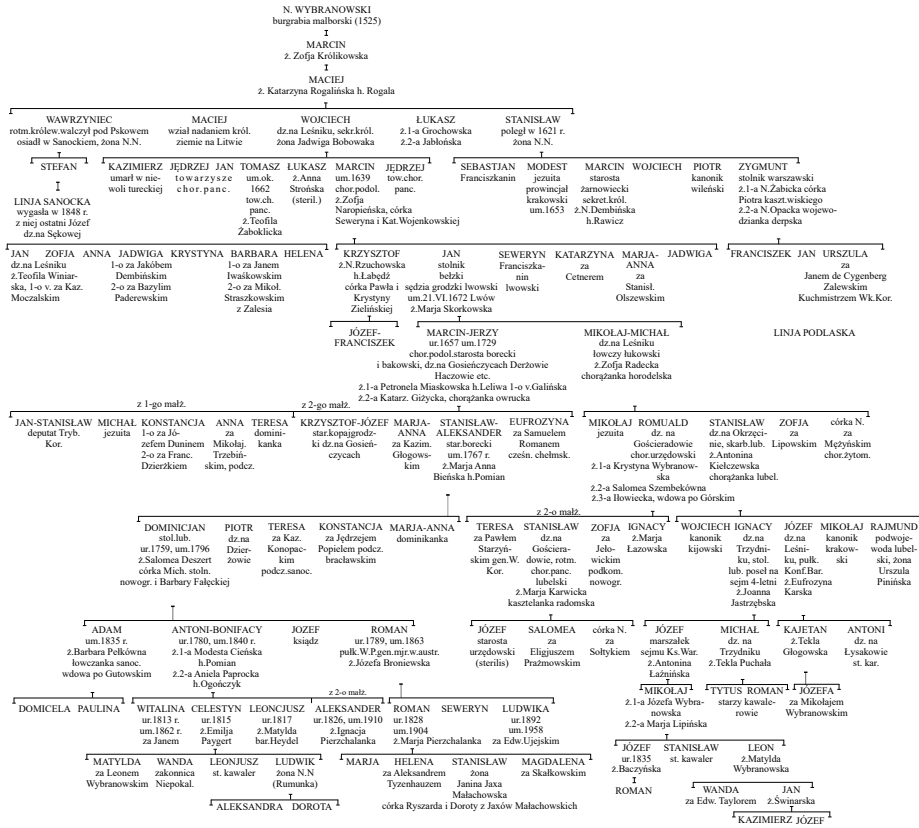 N. WYBRANOWSKI
burgrabia malborski (1525)
MARCIN
ż. Zofja Królikowska
MACIEJ
ż. Katarzyna Rogalińska h. Rogala
WAWRZYNIEC
rotm.królew.walczył pod Pskowem
osiadł w Sanockiem, żona N.N.
MACIEJ
wział nadaniem król.
ziemie na Litwie
WOJCIECH
dz.na Leśniku, sekr.król.
żona Jadwiga Bobowaka
ŁUKASZ
ż.1-a Grochowska
ż.2-a Jabłońska
STANISŁAW
poległ w 1621 r.
żona N.N.
STEFAN
LINJA SANOCKA
wygasła w 1848 r.
z niej ostatni Józef
dz.na Sękowej
KAZIMIERZ
umarł w nie-
woli tureckiej
JĘDRZEJ JAN
towarzysze
chor.panc.
TOMASZ
um.ok.
1662
tow.ch.
panc.
ż.Teofila
Żaboklicka
ŁUKASZ
ż.Anna
Strońska
(steril.)
MARCIN
um.1639
chor.podol.
ż.Zofja
Naropieńska, córka
Seweryna i Kat.Wojenkowskiej
JĘDRZEJ
tow.chor.
panc.
SEBASTJAN
Franciszkanin
MODEST
jezuita
prowincjał
krakowski
um.1653
MARCIN
starosta
żarnowiecki
sekret.król.
ż.N.Dembińska
h.Rawicz
WOJCIECH
PIOTR
kanonik
wileński
ZYGMUNT
stolnik warszawski
ż.1-a N.Żabicka córka
Piotra kaszt.wiskiego
ż.2-a N.Opacka wojewo-
dzianka derpska
JAN
dz.na Leśniku
ż.Teofila Winiar-
ska, 1-o v. za Kaz.
Moczalskim
ZOFJA
ANNA
JADWIGA
1-o za Jakóbem
Dembińskim
2-o za Bazylim
Paderewskim
KRYSTYNA
BARBARA
1-o za Janem
Iwaśkowskim
2-o za Mikoł.
Straszkowskim
z Zalesia
HELENA
KRZYSZTOF
ż.N.Rzuchowska
h.Łabędź
córka Pawła i
Krystyny
Zielińskiej
JAN
stolnik
bełzki
sędzia grodzki lwowski
um.21.VI.1672 Lwów
ż.Marja Skorkowska
SEWERYN
Franciszka-
nin
lwowski
KATARZYNA
za
Cetnerem
MARJA-
ANNA
za
Stanisł.
Olszewskim
JADWIGA
FRANCISZEK
JAN
URSZULA
za
Janem de Cygenberg
Zalewskim
Kuchmistrzem Wk.Kor.
JÓZEF-
FRANCISZEK
MARCIN-JERZY
ur.1657 um.1729
chor.podol.starosta borecki
i bakowski, dz.na Gosieńczycach Derżowie
Haczowie etc.
ż.1-a Petronela Miaskowska h.Leliwa 1-o v.Galińska
ż.2-a Katarz. Giżycka, chorążanka owrucka
MIKOŁAJ-MICHAŁ
dz.na Leśniku
łowczy łukowski
ż.Zofja Radecka
chorążanka horodelska
LINJA PODLASKA
z 1-go małż.
z 2-go małż.
JAN-STANISŁAW
deputat Tryb.
Kor.
MICHAŁ
jezuita
KONSTANCJA
1-o za Jó-
zefem Duninem
2-o za Franc.
Dzierżkiem
ANNA
za
Mikołaj.
Trzebiń-
skim, podcz.
TERESA
domini-
kanka
KRZYSZTOF-JÓZEF
star.kopajgrodz-
ki dz.na Gosień-
czycach
MARJA-
ANNA
za Kazim.
Głogows-
kim
STANISŁAW-
ALEKSANDER
star.borecki
um.1767 r.
ż.Marja Anna
Bieńska h.Pomian
EUFROZYNA
za Samuelem
Romanem
cześn. chełmsk.
MIKOŁAJ
jezuita
ROMUALD
dz. na
Gościeradowie
chor.urzędowski
ż.1-a Krystyna Wybranow-
ska
ż.2-a Salomea Szembekówna
ż.3-a Iłowiecka, wdowa po Górskim
STANISŁAW
dz.na Okrzęci-
nie, skarb.lub.
ż.Antonina
Kiełczewska
chorążanka lubel.
ZOFJA
za
Lipowskim
córka N.
za
Mężyńskim
chor.żytom.
z 2-o małż.
DOMINICJAN
stol.lub.
ur.1759, um.1796
ż.Salomea Deszert
córka Mich. stoln.
nowogr. i Barbary Fałęckiej
PIOTR
dz.na
Dzier-
żowie
TERESA
za Kaz.
Konopac-
kim
podcz.sanoc.
KONSTANCJA
za Jędrzejem
Popielem podcz.
bracławskim
MARJA-ANNA
dominikanka
TERESA
za Pawłem
Starzyń-
skim gen.W.
Kor.
STANISŁAW
dz.na
Gościera-
dowie, rotm.
chor.panc.
lubelski
ż.Marja Karwicka
kasztelanka radomska
ZOFJA
za
Jeło-
wickim
podkom.
nowogr.
IGNACY
ż.Marja
Łazowska
WOJCIECH
kanonik
kijowski
IGNACY
dz.na
Trzydni-
ku, stol.
lub. poseł na
sejm 4-letni
ż.Joanna
Jastrzębska
JÓZEF
dz.na
Leśni-
ku, pułk.
Konf.Bar.
ż.Eufrozyna
Karska
MIKOŁAJ
kanonik
krakow-
ski
RAJMUND
podwoje-
woda lubel-
ski, żona
Urszula
Pinińska
ADAM
um.1835 r.
ż.Barbara Pełkówna
łowczanka sanoc.
wdowa po Gutowskim
ANTONI-BONIFACY
ur.1780, um.1840 r.
ż.1-a Modesta Cieńska
h.Pomian
ż.2-a Aniela Paprocka
h.Ogończyk
JOZEF
ksiądz
ROMAN
ur.1789, um.1863
pułk.W.P.gen.mjr.w.austr.
ż.Józefa Broniewska
JÓZEF
starosta
urzędowski
(sterilis)
SALOMEA
za
Eligjuszem
Prażmowskim
córka N.
za
Sołtykiem
JÓZEF
marszałek
sejmu Ks.War.
ż.Antonina
Łaźnińska
MICHAŁ
dz. na
Trzydniku
ż.Tekla Puchała
KAJETAN
ż.Tekla
Głogowska
ANTONI
dz. na
Łysakowie
st. kar.
z 2-o małż.
DOMICELA
PAULINA
WITALINA
ur.1813 r.
um.1862 r.
za Janem
CELESTYN
ur.1815
ż.Emilja
Paygert
LEONCJUSZ
ur.1817
ż.Matylda
bar.Heydel
ALEKSANDER
ur.1826, um.1910
ż.Ignacja
Pierzchalanka
ROMAN
ur.1828
um.1904
ż.Marja Pierzchalanka
SEWERYN
LUDWIKA
ur.1892
um.1958
za Edw.Ujejskim
MIKOŁAJ
ż.1-a Józefa Wybra-
nowska
ż.2-a Marja Lipińska
TYTUS ROMAN
starzy kawale-
rowie
JÓZEFA
za Mikołajem
Wybranowskim
MATYLDA
za Leonem
Wybranowskim
WANDA
zakonnica
Niepokal.
LEONJUSZ
st. kawaler
LUDWIK
żona N.N
(Rumunka)
MARJA
HELENA
za Aleksandrem
Tyzenhauzem
STANISŁAW
żona
Janina Jaxa
Małachowska
córka Ryszarda i Doroty z Jaxów Małachowskich
MAGDALENA
za Skałkowskim
JÓZEF
ur.1835
ż.Baczyńska
STANISŁAW
st. kawaler
LEON
ż.Matylda
Wybranowska
ALEKSANDRA
DOROTA
ROMAN
WANDA
za Edw. Taylorem
JAN
ż.Świnarska
KAZIMIERZ
JÓZEF